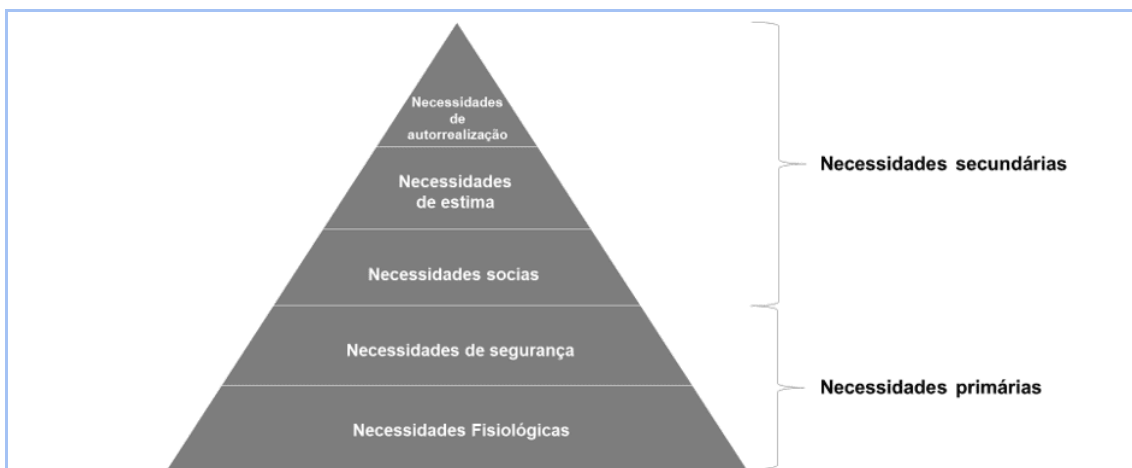 Necessidades
de
autorrealização
Necessidades secundárias
Necessidades
de estima
Necessidades socias
Necessidades de segurança
Necessidades primárias
Necessidades Fisiológicas